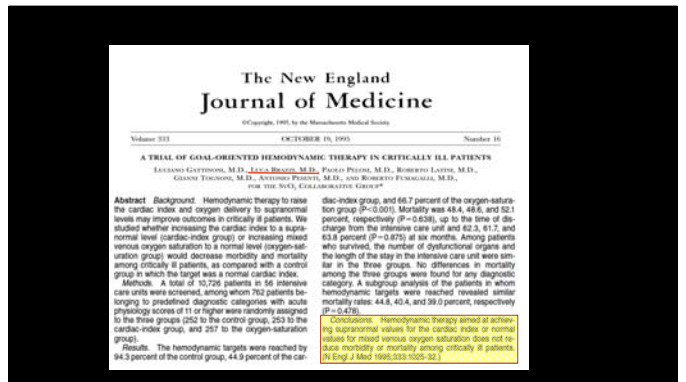 The New England
Journal of Medicine
©Copyright, 1995, by the Massachusetts Medical Society
Volume 333 OCTOBER 19, 1995 Number 16
A TRIAL OF GOAL-ORIENTED HEMODYNAMIC THERAPY IN CRITICALLY ILL PATIENTS
LUCIANO GATTINONI, M.D., LUCA BRAZZI, M.D., PAOLO PELOSI, M.D., ROBERTO LATINI, M.D.,
GIANNI TOGNONI, M.D., ANTONIO PESENTI, M.D., AND ROBERTO FUMAGALLI, M.D.,
FOR THE SVO₂ COLLABORATIVE GROUP*
Abstract Background. Hemodynamic therapy to raise
the cardiac index and oxygen delivery to supranormal
levels may improve outcomes in critically ill patients. We
studied whether increasing the cardiac index to a supra-
normal level (cardiac-index group) or increasing mixed
venous oxygen saturation to a normal level (oxygen-sat-
uration group) would decrease morbidity and mortality
among critically ill patients, as compared with a control
group in which the target was a normal cardiac index.
Methods. A total of 10,726 patients in 56 intensive
care units were screened, among whom 762 patients be-
longing to predefined diagnostic categories with acute
physiology scores of 11 or higher were randomly assigned
to the three groups (252 to the control group, 253 to the
cardiac-index group, and 257 to the oxygen-saturation
group).
Results. The hemodynamic targets were reached by
94.3 percent of the control group, 44.9 percent of the car-
diac-index group, and 66.7 percent of the oxygen-satura-
tion group (P<0.001). Mortality was 48.4, 48.6, and 52.1
percent, respectively (P=0.638), up to the time of dis-
charge from the intensive care unit and 62.3, 61.7, and
63.8 percent (P=0.875) at six months. Among patients
who survived, the number of dysfunctional organs and
the length of the stay in the intensive care unit were sim-
ilar in the three groups. No differences in mortality
among the three groups were found for any diagnostic
category. A subgroup analysis of the patients in whom
hemodynamic targets were reached revealed similar
mortality rates: 44.8, 40.4, and 39.0 percent, respectively
(P=0.478).
Conclusions. Hemodynamic therapy aimed at achiev-
ing supranormal values for the cardiac index or normal
values for mixed venous oxygen saturation does not re-
duce morbidity or mortality among critically ill patients.
(N Engl J Med 1995;333:1025-32.)